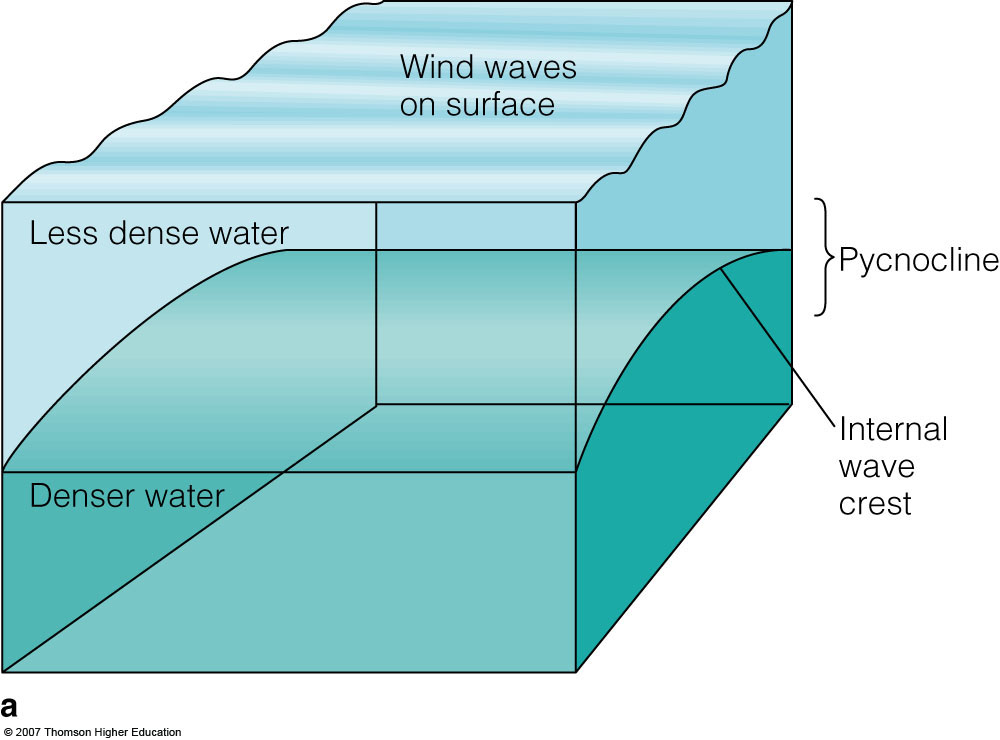 Wind waves
on surface
Less dense water
Pycnocline
Internal
wave
crest
Denser water
a
© 2007 Thomson Higher Education